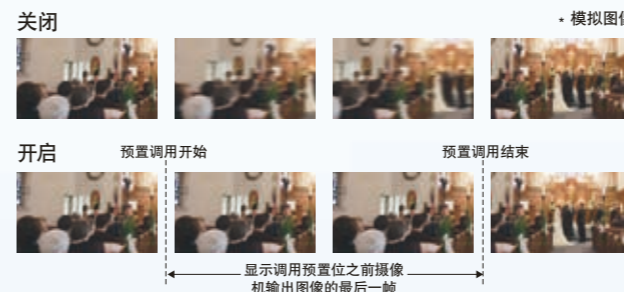 关闭
* 模拟图像
开启
预置调用开始
预置调用结束
显示调用预置位之前摄像
机输出图像的最后一帧